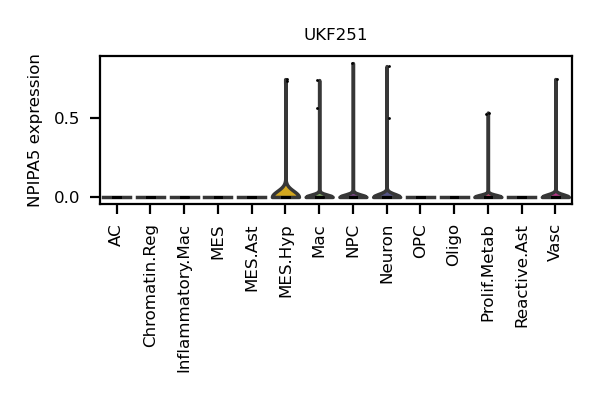 UKF251
NPIPA5 expression
0.5
0.0
AC
Chromatin.Reg
Inflammatory.Mac
MES
MES.Ast
MES.Hyp
Mac
NPC
Neuron
OPC
Oligo
Prolif.Metab
Reactive.Ast
Vasc